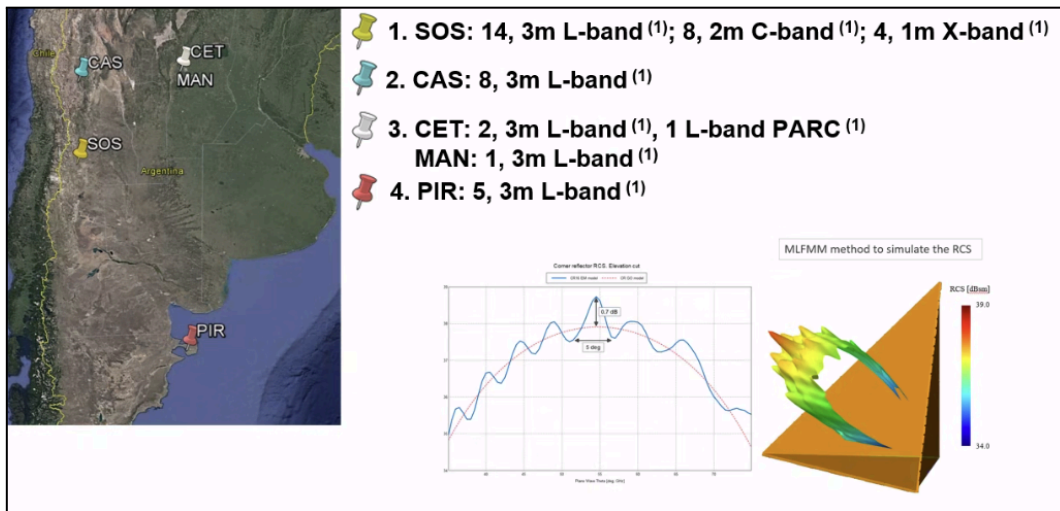 Chile
CAS
CET
MAN
SOS
Argentina
PIR
1. SOS: 14, 3m L-band (1); 8, 2m C-band (1); 4, 1m X-band (1)
2. CAS: 8, 3m L-band (1)
3. CET: 2, 3m L-band (1), 1 L-band PARC (1)
MAN: 1, 3m L-band (1)
4. PIR: 5, 3m L-band (1)
MLFMM method to simulate the RCS
Corner reflector RCS. Elevation cut
0.7 dB
5 deg
RCS [dBsm]
39.0
34.0